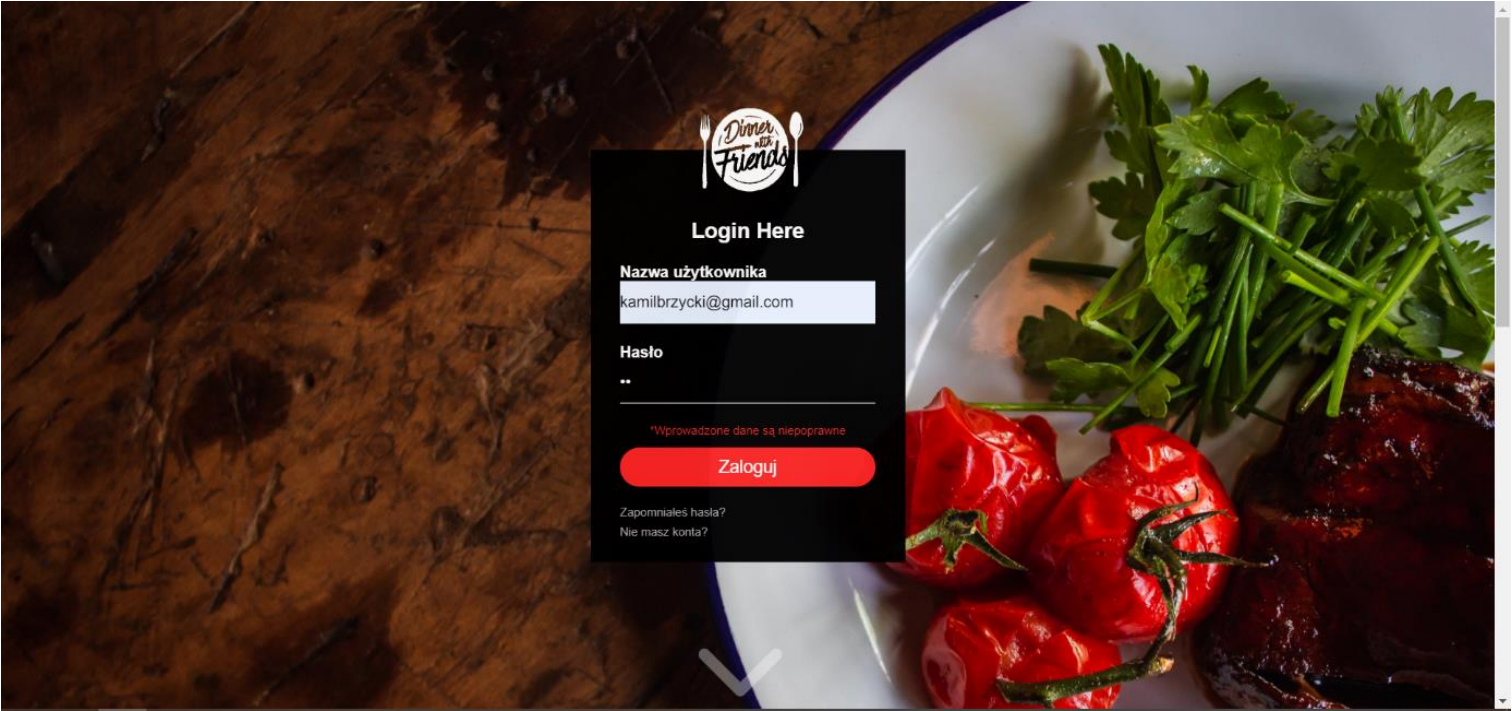 Dinner
with
Friends
Login Here
Nazwa użytkownika
kamilbrzycki@gmail.com
Hasło
••
*Wprowadzone dane są niepoprawne
Zaloguj
Zapomniałeś hasła?
Nie masz konta?